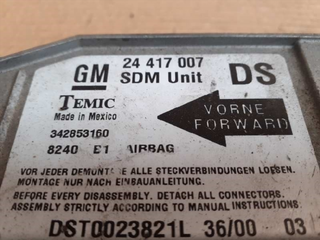 GM 24 417 007 DS
SDM Unit
TEMIC
Made in Mexico
VORNE
FORWARD
342853160
8240 E1 AIRBAG
VOR JEDER DEMONTAGE ALLE STECKVERBINDUNGEN LOESEN.
MONTAGE NUR NACH EINBAUANLEITUNG.
BEFORE EVERY DISASSEMBLY. DETACH ALL CONNECTORS.
ASSEMBLY STRICTLY ACCORDING TO MANUAL INSTRUCTIONS
DST0023821L 36/00 03